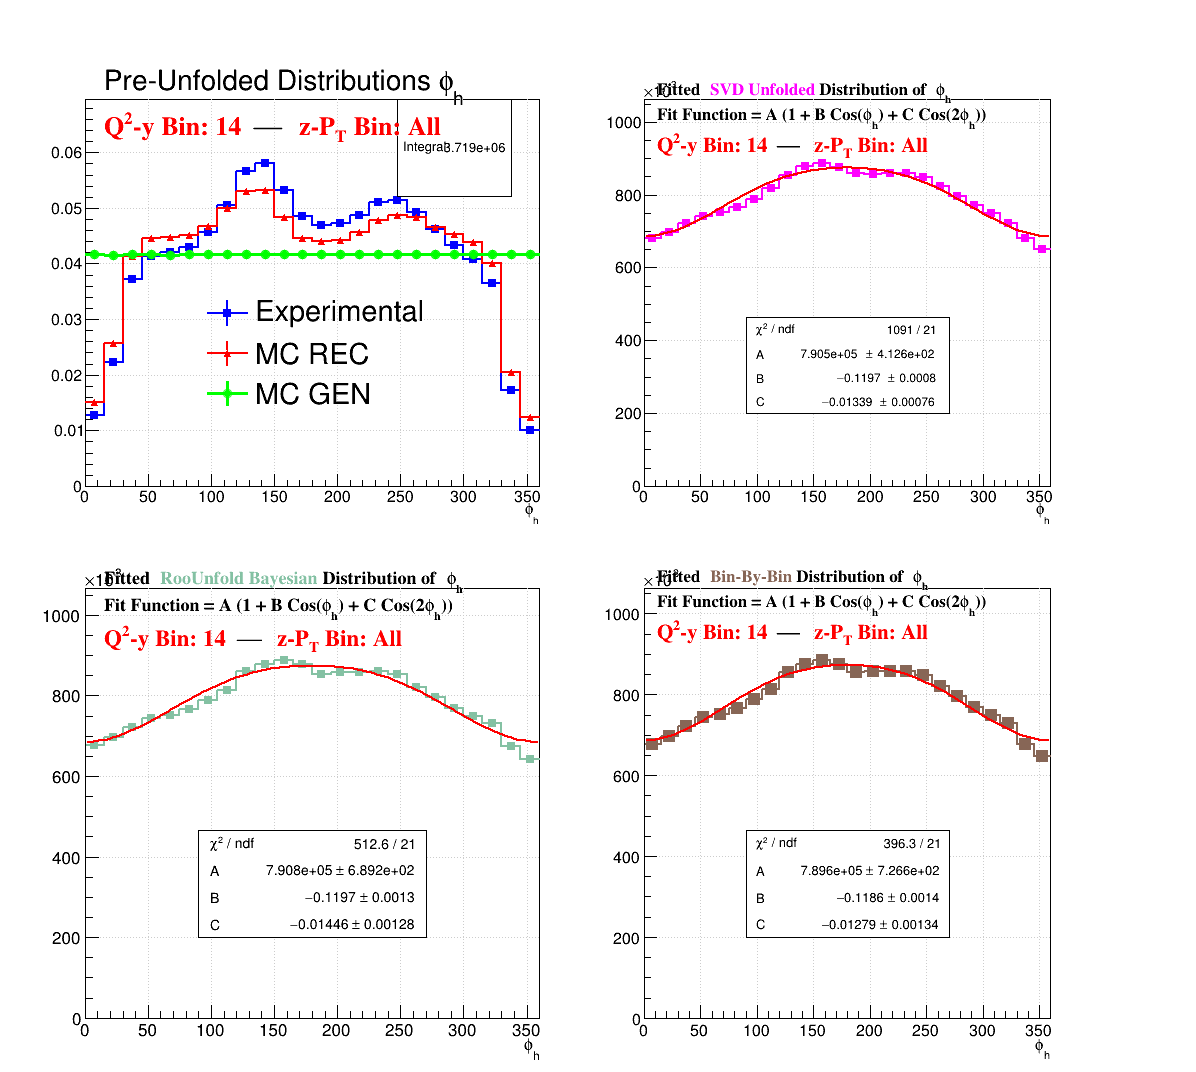 Pre-Unfolded Distributions ϕh
Q²-y Bin: 14 — z-PT Bin: All
Integral 3.719e+06
0.06
0.05
0.04
0.03
0.02
0.01
0
Experimental
MC REC
MC GEN
0 50 100 150 200 250 300 350
ϕh
×10³
Fitted SVD Unfolded Distribution of ϕh
Fit Function = A (1 + B Cos(ϕh) + C Cos(2ϕh))
Q²-y Bin: 14 — z-PT Bin: All
1000
800
600
400
200
0
χ² / ndf 1091 / 21
A 7.905e+05 ± 4.126e+02
B −0.1197 ± 0.0008
C −0.01339 ± 0.00076
0 50 100 150 200 250 300 350
ϕh
×10³
Fitted RooUnfold Bayesian Distribution of ϕh
Fit Function = A (1 + B Cos(ϕh) + C Cos(2ϕh))
Q²-y Bin: 14 — z-PT Bin: All
1000
800
600
400
200
0
χ² / ndf 512.6 / 21
A 7.908e+05 ± 6.892e+02
B −0.1197 ± 0.0013
C −0.01446 ± 0.00128
0 50 100 150 200 250 300 350
ϕh
×10³
Fitted Bin-By-Bin Distribution of ϕh
Fit Function = A (1 + B Cos(ϕh) + C Cos(2ϕh))
Q²-y Bin: 14 — z-PT Bin: All
1000
800
600
400
200
0
χ² / ndf 396.3 / 21
A 7.896e+05 ± 7.266e+02
B −0.1186 ± 0.0014
C −0.01279 ± 0.00134
0 50 100 150 200 250 300 350
ϕh